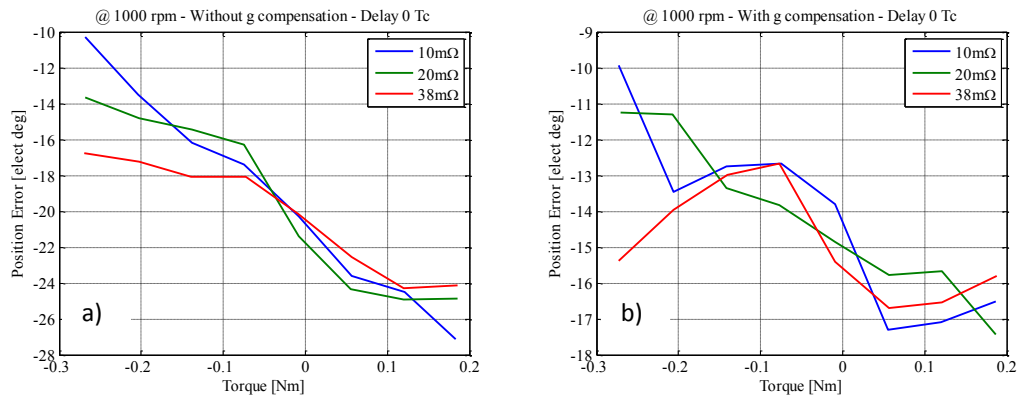 @ 1000 rpm - Without g compensation - Delay 0 Tc
-10
-12
-14
-16
-18
-20
-22
-24
-26
-28
Position Error [elect deg]
10mΩ
20mΩ
38mΩ
a)
-0.3
-0.2
-0.1
0
0.1
0.2
Torque [Nm]
@ 1000 rpm - With g compensation - Delay 0 Tc
-9
-10
-11
-12
-13
-14
-15
-16
-17
-18
Position Error [elect deg]
10mΩ
20mΩ
38mΩ
b)
-0.3
-0.2
-0.1
0
0.1
0.2
Torque [Nm]